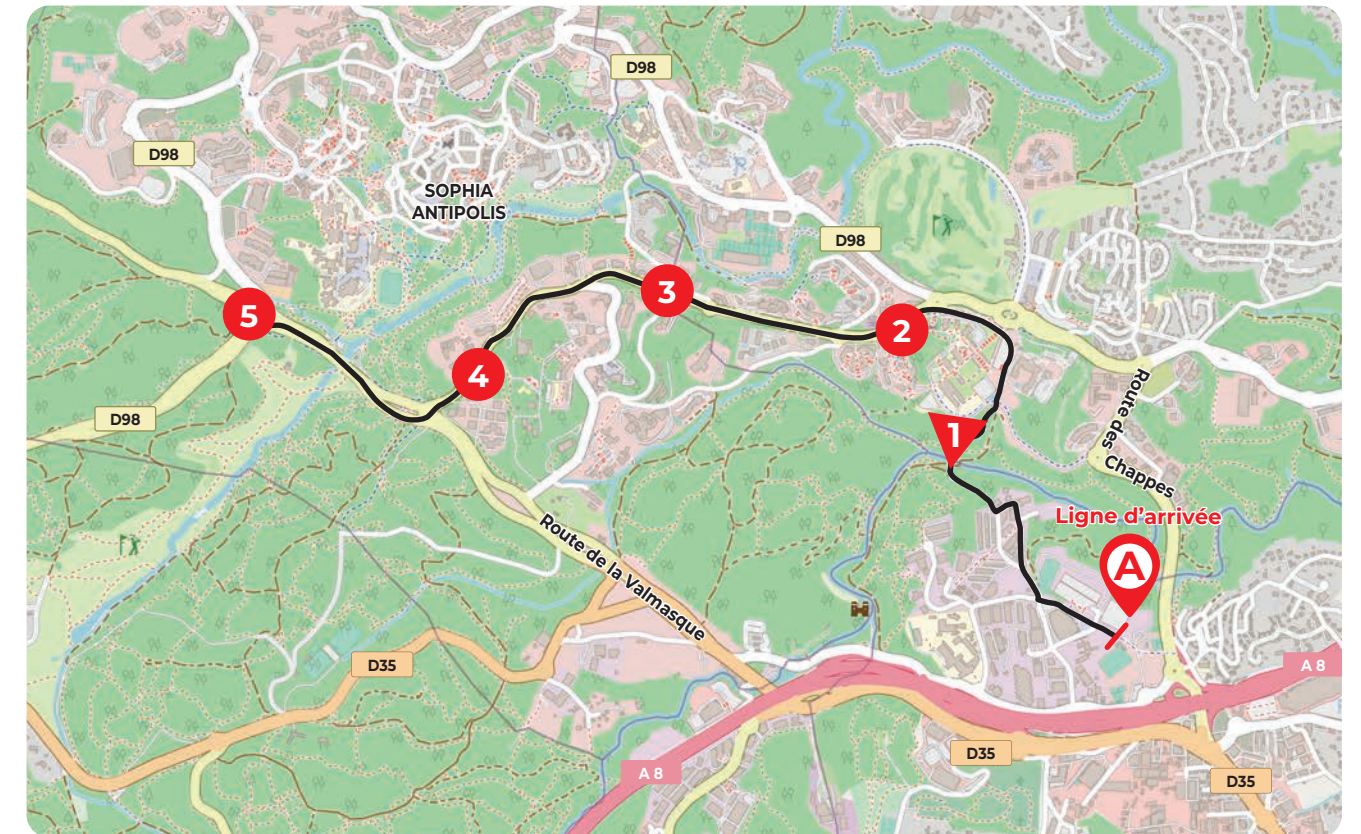 D98
D98
SOPHIA
ANTIPOLIS
D98
3
5
2
4
D98
1
Route des
Chappes
Ligne d'arrivée
A
Route de la Valmasque
D35
A 8
D35
A 8
D35